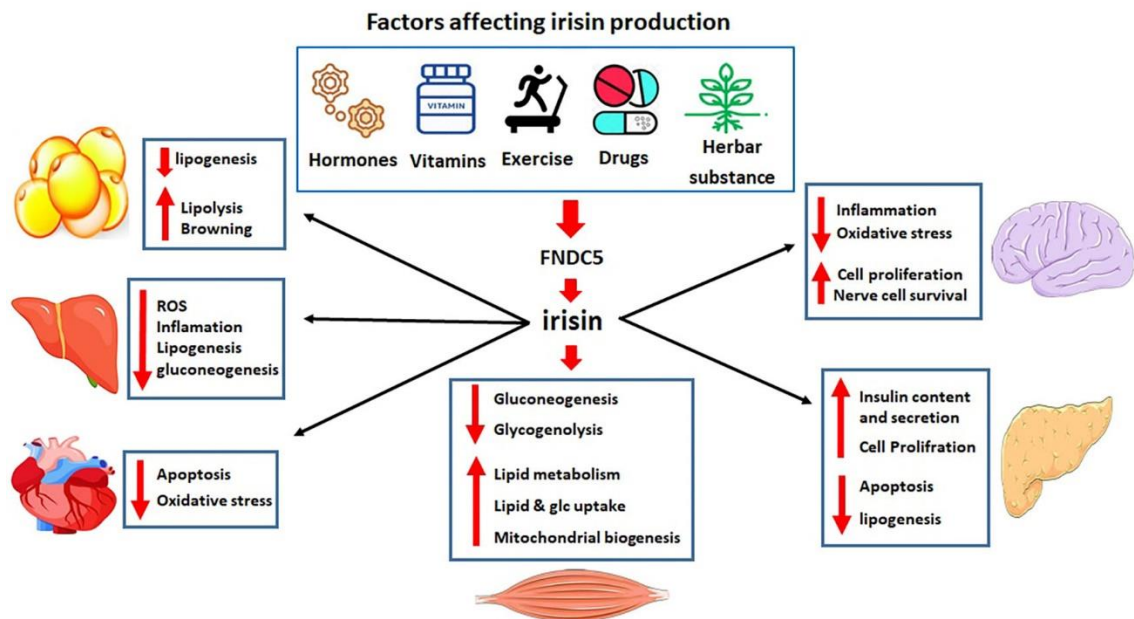 Factors affecting irisin production
VITAMIN
Hormones
Vitamins
Exercise
Drugs
Herbar
substance
FNDC5
irisin
lipogenesis
Lipolysis
Browning
ROS
Inflamation
Lipogenesis
gluconeogenesis
Apoptosis
Oxidative stress
Gluconeogenesis
Glycogenolysis
Lipid metabolism
Lipid & glc uptake
Mitochondrial biogenesis
Inflammation
Oxidative stress
Cell proliferation
Nerve cell survival
Insulin content
and secretion
Cell Prolifration
Apoptosis
lipogenesis